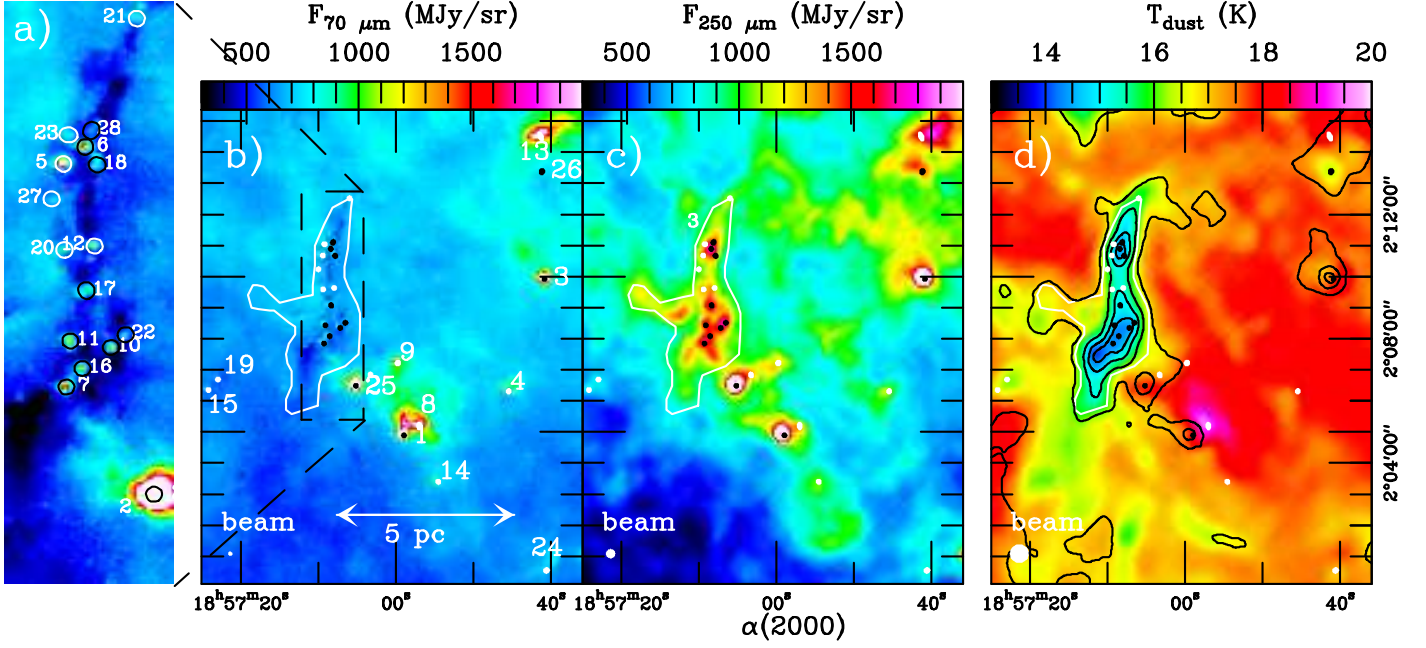 F70 μm (MJy/sr)
F250 μm (MJy/sr)
Tdust (K)
500 1000 1500
500 1000 1500
14 16 18 20
a)
21
23
28
6
5
18
27
20
12
17
11
22
10
16
7
2
b)
13
26
3
9
19
25
4
15
8
1
14
24
beam
5 pc
c)
3
beam
d)
beam
2°12'0''
2°08'0''
2°04'0''
18h57m20s 00s 40s
18h57m20s 00s 40s
18h57m20s 00s 40s
α(2000)